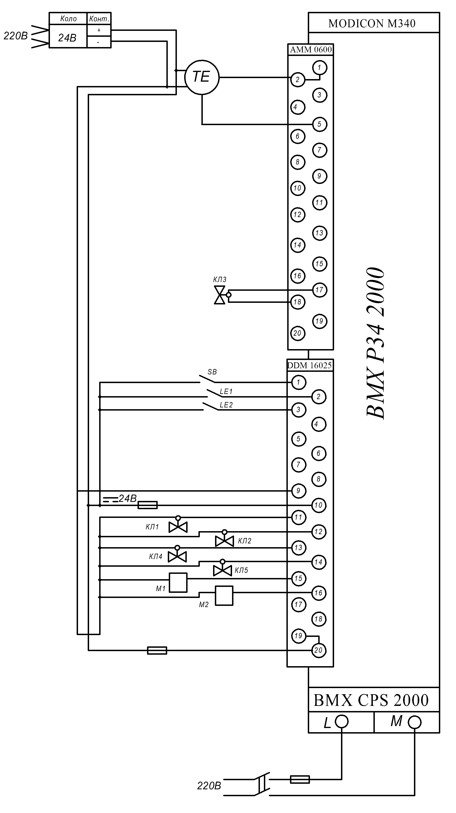 Коло Конт.
220В 24В + -
MODICON M340
AMM 0600
TE
1
2
3
4
5
6
7
8
9
10
11
12
13
14
15
16
КЛ3
17
18
19
20
BMX P34 2000
DDM 16025
SB
1
LE1
2
LE2
3
4
5
6
7
8
9
24В
10
11
КЛ1
12
КЛ2
13
КЛ4
14
КЛ5
15
М1
16
М2
17
18
19
20
BMX CPS 2000
L M
220В